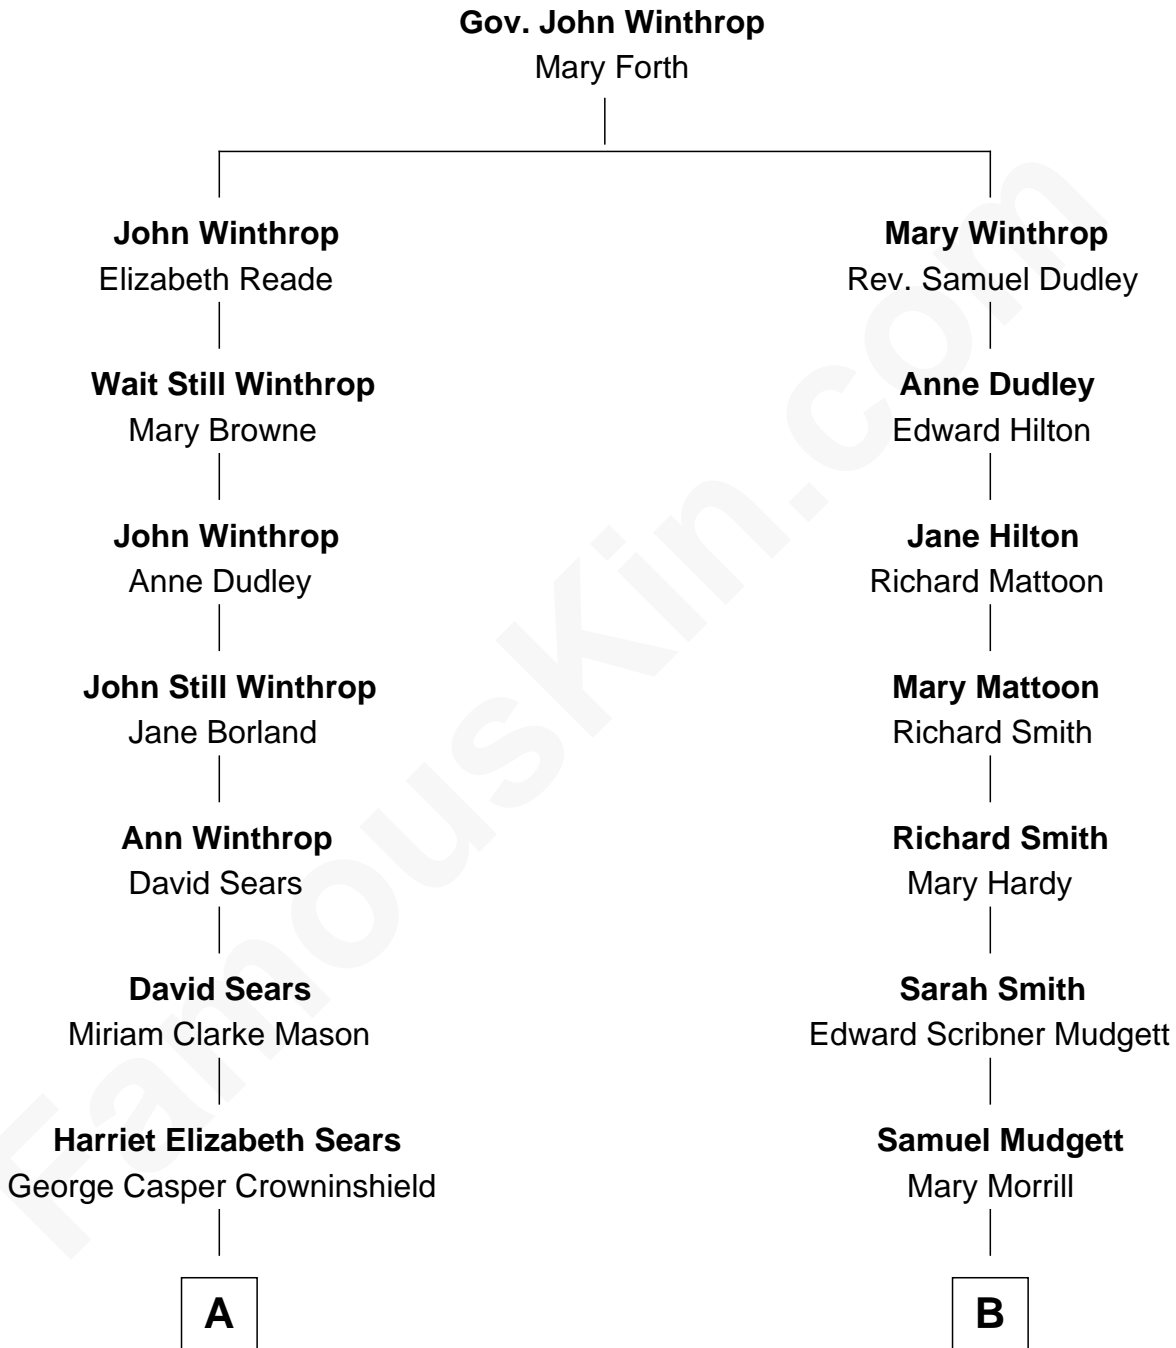 Gov. John Winthrop
Mary Forth
John Winthrop
Elizabeth Reade
Mary Winthrop
Rev. Samuel Dudley
Wait Still Winthrop
Mary Browne
Anne Dudley
Edward Hilton
John Winthrop
Anne Dudley
Jane Hilton
Richard Mattoon
John Still Winthrop
Jane Borland
Mary Mattoon
Richard Smith
Ann Winthrop
David Sears
Richard Smith
Mary Hardy
David Sears
Miriam Clarke Mason
Sarah Smith
Edward Scribner Mudgett
Harriet Elizabeth Sears
George Casper Crowninshield
Samuel Mudgett
Mary Morrill
A
B
FamousKin.com